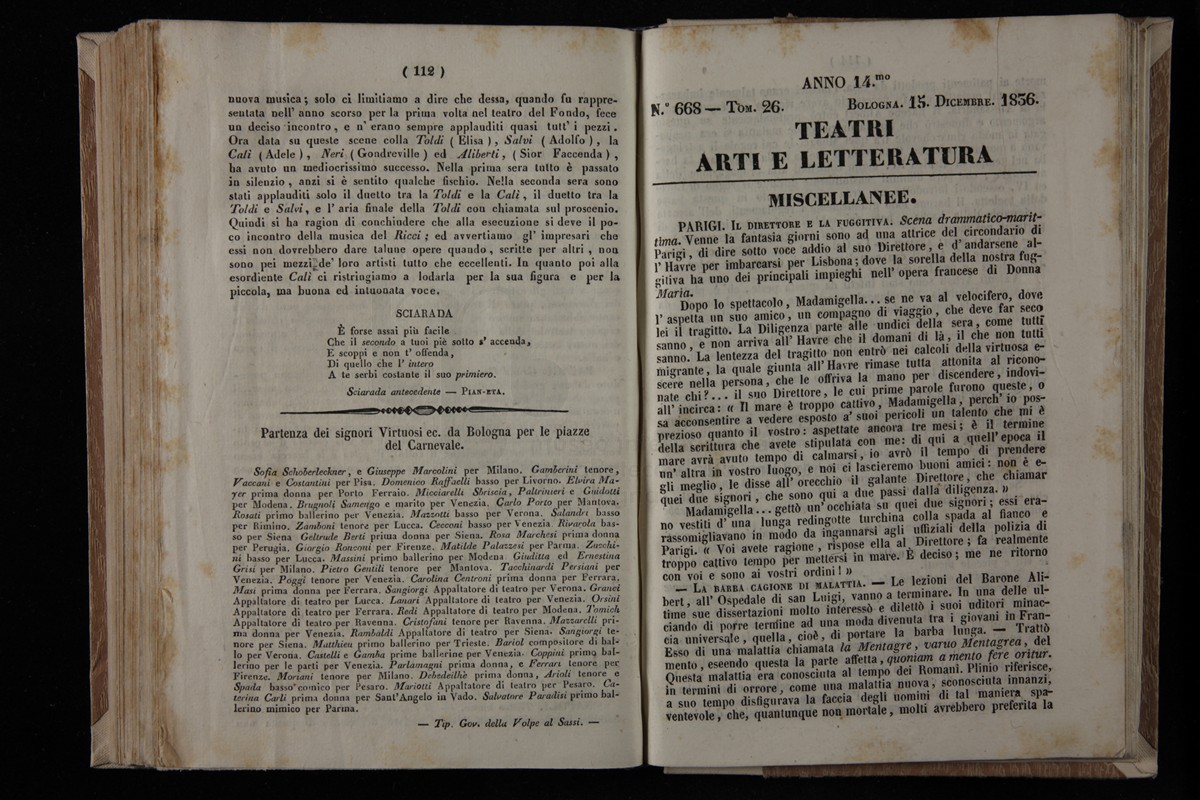 ( 112 )
nuova musica; solo ci limitiamo a dire che dessa, quando fu rappre-
sentata nell' anno scorso per la prima volta nel teatro del Fondo, fece
un deciso incontro, e n' erano sempre applauditi quasi tutt' i pezzi.
Ora data su queste scene colla Toldi ( Elisa ), Salvi ( Adolfo ), la
Calì ( Adele ), Neri ( Gondreville ) ed Aliberti, ( Sior Faccenda ),
ha avuto un mediocrissimo successo. Nella prima sera tutto è passato
in silenzio, anzi si è sentito qualche fischio. Nella seconda sera sono
stati applauditi solo il duetto tra la Toldi e la Calì, il duetto tra la
Toldi e Salvi, e l' aria finale della Toldi con chiamata sul proscenio.
Quindi si ha ragion di conchiudere che alla esecuzione si deve il po-
co incontro della musica del Ricci; ed avvertiamo gl' impresari che
essi non dovrebbero dare talune opere quando, scritte per altri, non
sono pei mezzi de' loro artisti tutto che eccellenti. In quanto poi alla
esordiente Calì ci ristringiamo a lodarla per la sua figura e per la
piccola, ma buona ed intuonata voce.
SCIARADA
È forse assai più facile
Che il secondo a tuoi piè sotto s' accenda,
E scoppi e non t' offenda,
Di quello che l' intero
A te serbi costante il suo primiero.
Sciarada antecedente — PIAN-ETA.
Partenza dei signori Virtuosi ec. da Bologna per le piazze
del Carnevale.
Sofia Schoberleckner, e Giuseppe Marcolini per Milano. Gamberini tenore,
Vaccani e Costantini per Pisa. Domenico Raffaelli basso per Livorno. Elvira Ma-
yer prima donna per Porto Ferraio. Micciarelli Sbriscia, Paltrinieri e Guidotti
per Modena. Brugnoli Samengo e marito per Venezia. Carlo Porto per Mantova.
Rosati primo ballerino per Venezia. Mazzotti basso per Verona. Salandri basso
per Rimino. Zamboni tenore per Lucca. Cecconi basso per Venezia Rivarola bas-
so per Siena Geltrude Berti prima donna per Siena. Rosa Marchesi prima donna
per Perugia. Giorgio Ronconi per Firenze. Matilde Palazzesi per Parma. Zucchi-
ni basso per Lucca. Massini primo ballerino per Modena Giuditta ed Ernestina
Grisi per Milano. Pietro Gentili tenore per Mantova. Tacchinardi Persiani per
Venezia. Poggi tenore per Venezia. Carolina Centroni prima donna per Ferrara,
Masi prima donna per Ferrara. Sangiorgi Appaltatore di teatro per Verona. Granci
Appaltatore di teatro per Lucca. Lanari Appaltatore di teatro per Venezia. Orsini
Appaltatore di teatro per Ferrara. Redi Appaltatore di teatro per Modena. Tomich
Appaltatore di teatro per Ravenna. Cristofani tenore per Ravenna. Mazzarelli pri-
ma donna per Venezia. Rambaldi Appaltatore di teatro per Siena. Sangiorgi te-
nore per Siena. Matthieu primo ballerino per Trieste. Bariol compositore di bal-
lo per Verona. Castelli e Gamba prime ballerine per Venezia. Coppini primo bal-
lerino per le parti per Venezia. Parlamagni prima donna, e Ferrari tenore per
Firenze. Moriani tenore per Milano. Debedeilhè prima donna, Arioli tenore e
Spada basso comico per Pesaro. Mariotti Appaltatore di teatro per Pesaro. Ca-
terina Carli prima donna per Sant'Angelo in Vado. Salvatore Paradisi primo bal-
lerino mimico per Parma.
— Tip. Gov. della Volpe al Sassi. —
ANNO 14.mo
N.° 668 — TOM. 26. BOLOGNA. 15. DICEMBRE. 1836.
TEATRI
ARTI E LETTERATURA
MISCELLANEE.
PARIGI. IL DIRETTORE E LA FUGGITIVA. Scena drammatico-marit-
tima. Venne la fantasia giorni sono ad una attrice del circondario di
Parigi, di dire sotto voce addio al suo Direttore, e d' andarsene al-
l' Havre per imbarcarsi per Lisbona; dove la sorella della nostra fug-
gitiva ha uno dei principali impieghi nell' opera francese di Donna
Maria.
Dopo lo spettacolo, Madamigella... se ne va al velocifero, dove
l' aspetta un suo amico, un compagno di viaggio, che deve far seco
lei il tragitto. La Diligenza parte alle undici della sera, come tutti
sanno, e non arriva all' Havre che il domani di là, il che non tutti
sanno. La lentezza del tragitto non entrò nei calcoli della virtuosa e-
migrante, la quale giunta all' Havre rimase tutta attonita al ricono-
scere nella persona, che le offriva la mano per discendere, indovi-
nate chi?... il suo Direttore, le cui prime parole furono queste, o
all' incirca: « Il mare è troppo cattivo, Madamigella, perch' io pos-
sa acconsentire a vedere esposto a' suoi pericoli un talento che mi è
prezioso quanto il vostro: aspettate ancora tre mesi; è il termine
della scrittura che avete stipulata con me: di qui a quell' epoca il
mare avrà avuto tempo di calmarsi, io avrò il tempo di prendere
un' altra in vostro luogo, e noi ci lascieremo buoni amici: non è e-
gli meglio, le disse all' orecchio il galante Direttore, che chiamar
quei due signori, che sono qui a due passi dalla diligenza. »
Madamigella... gettò un' occhiata su quei due signori; essi era-
no vestiti d' una lunga redingotte turchina colla spada al fianco e
rassomigliavano in modo da ingannarsi agli uffiziali della polizia di
Parigi. « Voi avete ragione, rispose ella al Direttore; fa realmente
troppo cattivo tempo per mettersi in mare. È deciso; me ne ritorno
con voi e sono ai vostri ordini! »
— LA BARBA CAGIONE DI MALATTIA. — Le lezioni del Barone Ali-
bert, all' Ospedale di san Luigi, vanno a terminare. In una delle ul-
time sue dissertazioni molto interessò e dilettò i suoi uditori minac-
ciando di porre termine ad una moda divenuta tra i giovani in Fran-
cia universale, quella, cioè, di portare la barba lunga. — Trattò
Esso di una malattia chiamata la Mentagre, varuo Mentagrea, del
mento, eseendo questa la parte affetta, quoniam a mento fere oritur.
Questa malattia era conosciuta al tempo dei Romani. Plinio riferisce,
in termini di orrore, come una malattia nuova, sconosciuta innanzi,
a suo tempo disfigurava la faccia degli uomini di tal maniera spa-
ventevole, che, quantunque non mortale, molti avrebbero preferita la